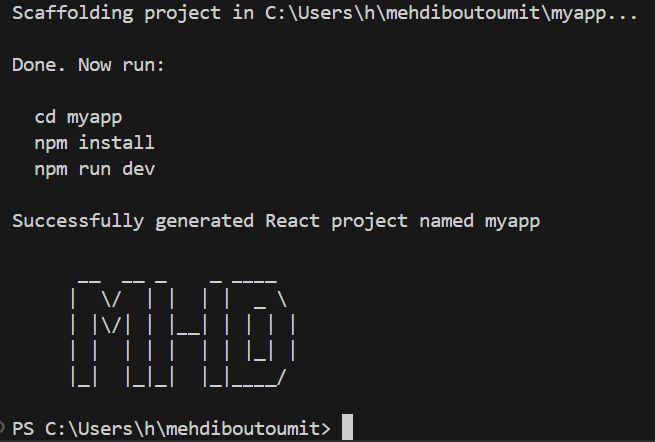 Scaffolding project in C:\Users\h\mehdiboutoumit\myapp...
Done. Now run:
cd myapp
npm install
npm run dev
Successfully generated React project named myapp
MHD
PS C:\Users\h\mehdiboutoumit>